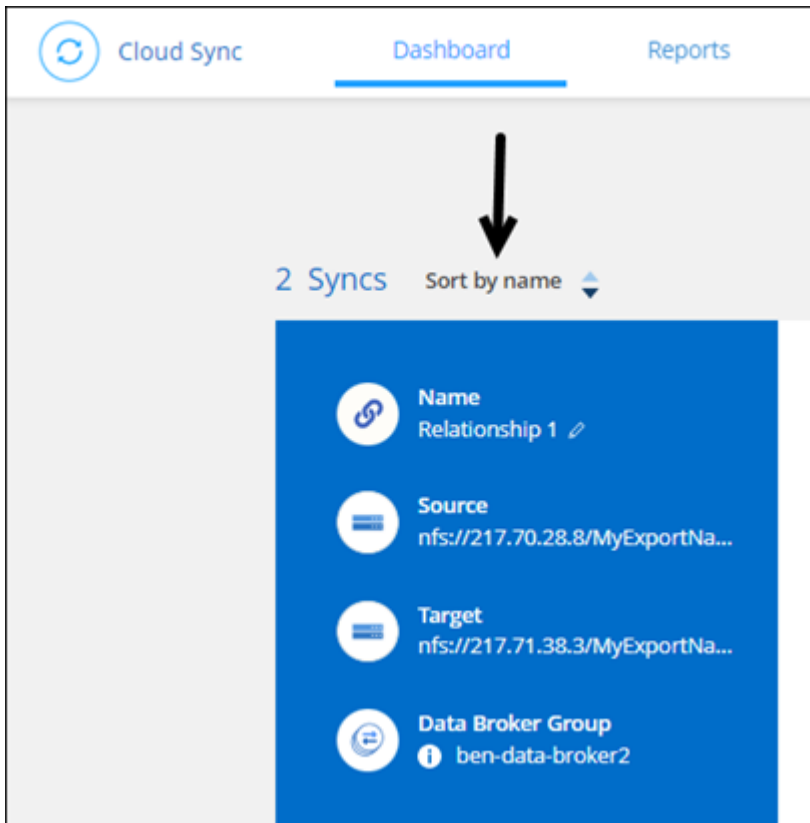 Cloud Sync Dashboard Reports
2 Syncs Sort by name
Name
Relationship 1
Source
nfs://217.70.28.8/MyExportNa...
Target
nfs://217.71.38.3/MyExportNa...
Data Broker Group
i ben-data-broker2